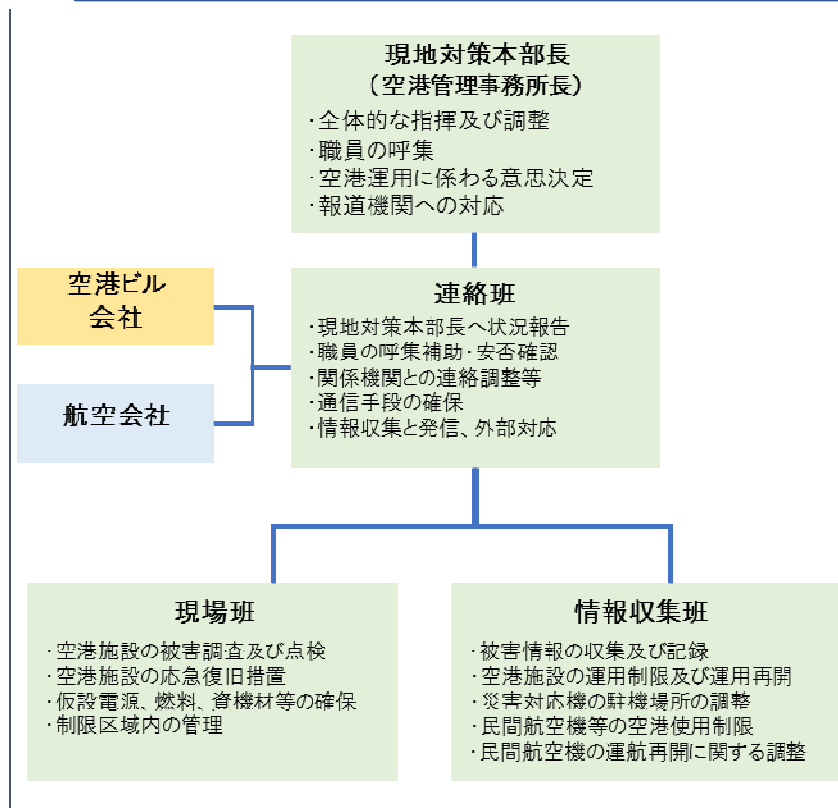 現地対策本部長
(空港管理事務所長)
・全体的な指揮及び調整
・職員の呼集
・空港運用に係わる意思決定
・報道機関への対応
空港ビル
会社
航空会社
連絡班
・現地対策本部長へ状況報告
・職員の呼集補助・安否確認
・関係機関との連絡調整等
・通信手段の確保
・情報収集と発信、外部対応
現場班
・空港施設の被害調査及び点検
・空港施設の応急復旧措置
・仮設電源、燃料、資機材等の確保
・制限区域内の管理
情報収集班
・被害情報の収集及び記録
・空港施設の運用制限及び運用再開
・災害対応機の駐機場所の調整
・民間航空機等の空港使用制限
・民間航空機の運航再開に関する調整